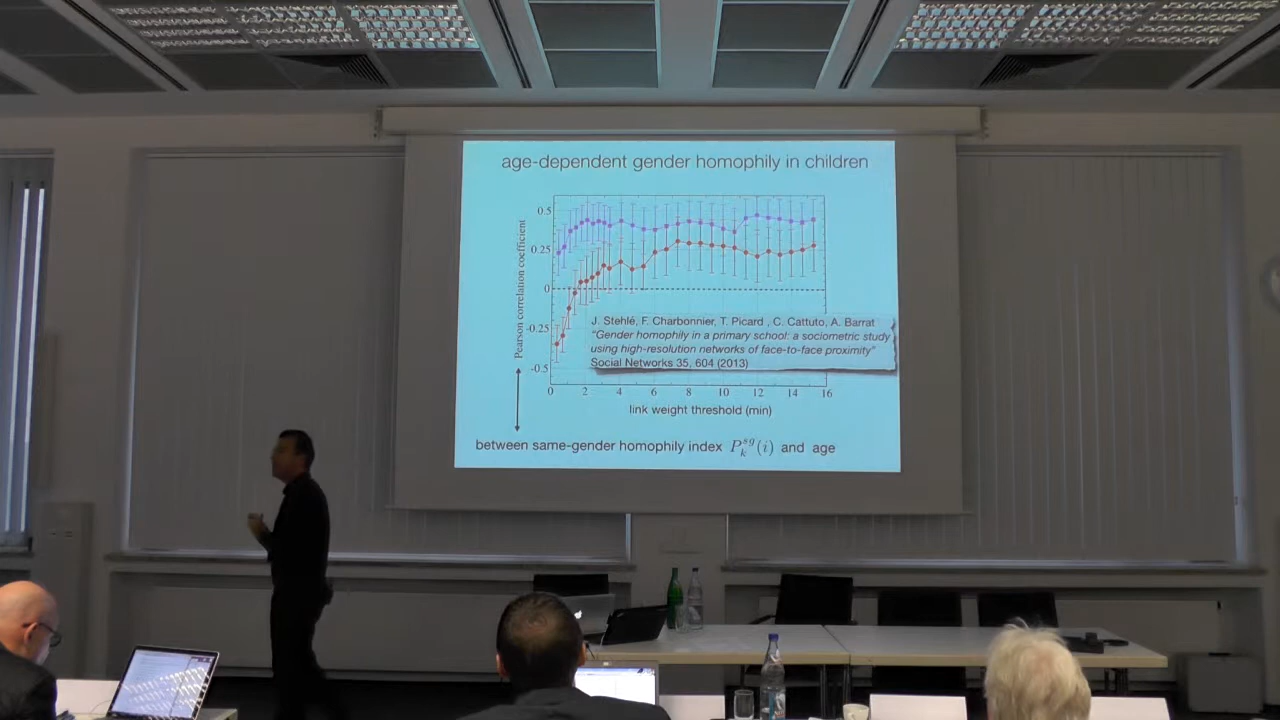 age-dependent gender homophily in children
0.5
0.25
0
-0.25
-0.5
Pearson correlation coefficient
0 2 4 6 8 10 12 14 16
link weight threshold (min)
J. Stehlé, F. Charbonnier, T. Picard , C. Cattuto, A. Barrat
"Gender homophily in a primary school: a sociometric study
using high-resolution networks of face-to-face proximity"
Social Networks 35, 604 (2013)
between same-gender homophily index P_k^{sg}(i) and age